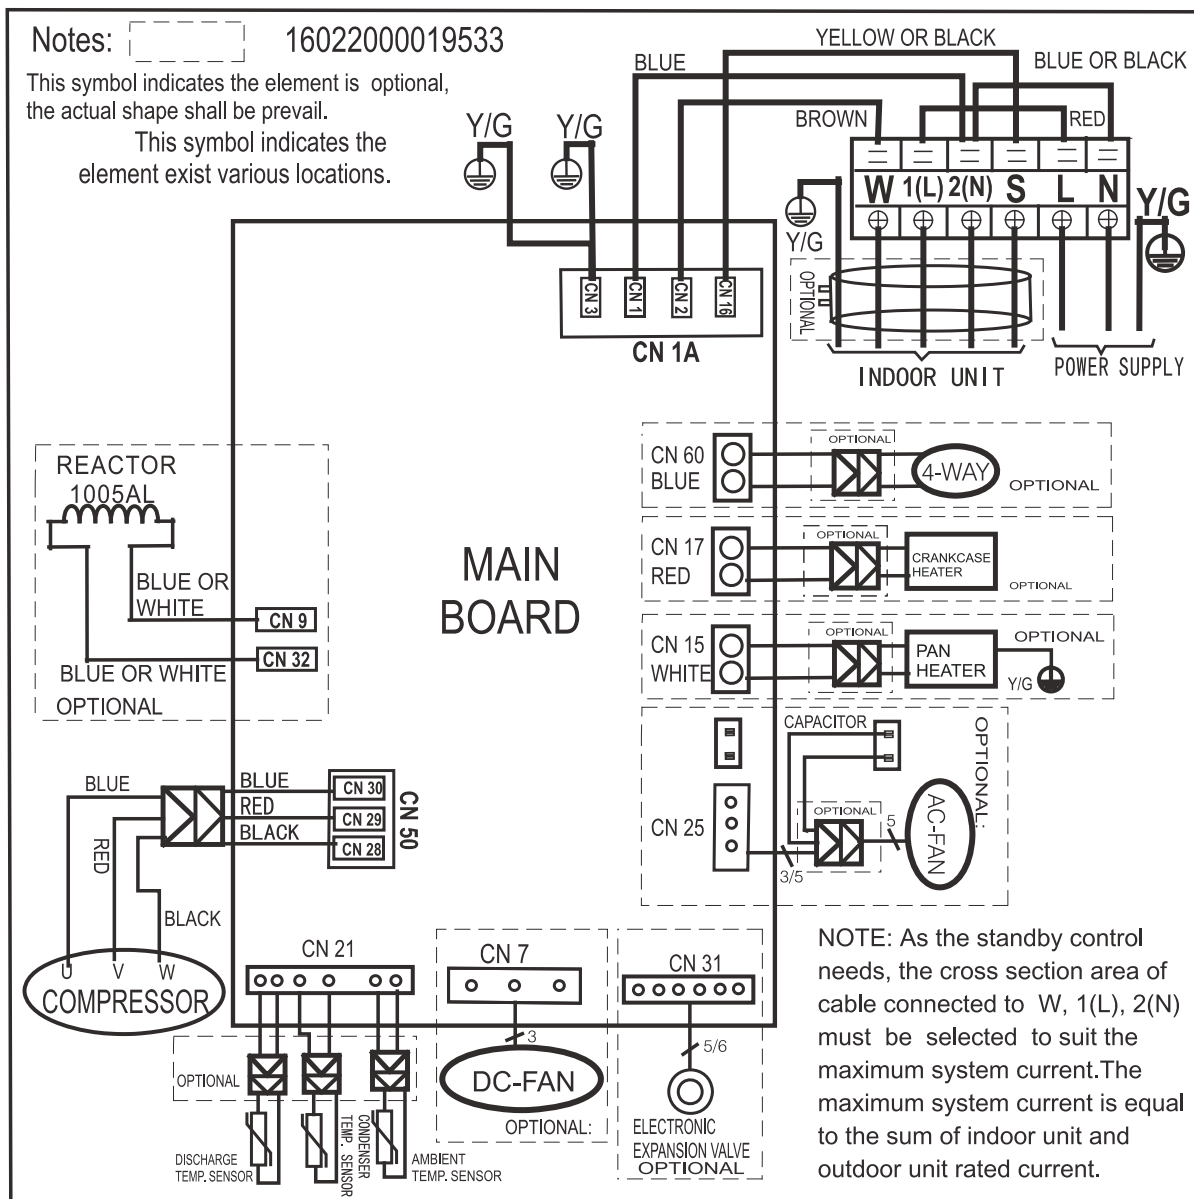 Notes: 16022000019533
This symbol indicates the element is optional,
the actual shape shall be prevail.
This symbol indicates the
element exist various locations.
YELLOW OR BLACK
BLUE
BLUE OR BLACK
BROWN
RED
Y/G
Y/G
W 1(L) 2(N) S L N
Y/G
Y/G
OPTIONAL
INDOOR UNIT
POWER SUPPLY
CN 3
CN 1
CN 2
CN 16
CN 1A
REACTOR
1005AL
BLUE OR
WHITE
CN 9
CN 32
BLUE OR WHITE
OPTIONAL
MAIN
BOARD
CN 60
BLUE
OPTIONAL
4-WAY
OPTIONAL
CN 17
RED
OPTIONAL
CRANKCASE
HEATER
OPTIONAL
CN 15
WHITE
OPTIONAL
PAN
HEATER
OPTIONAL
Y/G
CAPACITOR
OPTIONAL:
CN 25
OPTIONAL
3/5
5
AC-FAN
BLUE
RED
BLACK
BLUE
RED
BLACK
CN 30
CN 29
CN 28
CN 50
U V W
COMPRESSOR
CN 21
OPTIONAL
DISCHARGE
TEMP. SENSOR
CONDENSER
TEMP. SENSOR
AMBIENT
TEMP. SENSOR
CN 7
3
DC-FAN
OPTIONAL:
CN 31
5/6
ELECTRONIC
EXPANSION VALVE
OPTIONAL
NOTE: As the standby control
needs, the cross section area of
cable connected to W, 1(L), 2(N)
must be selected to suit the
maximum system current.The
maximum system current is equal
to the sum of indoor unit and
outdoor unit rated current.